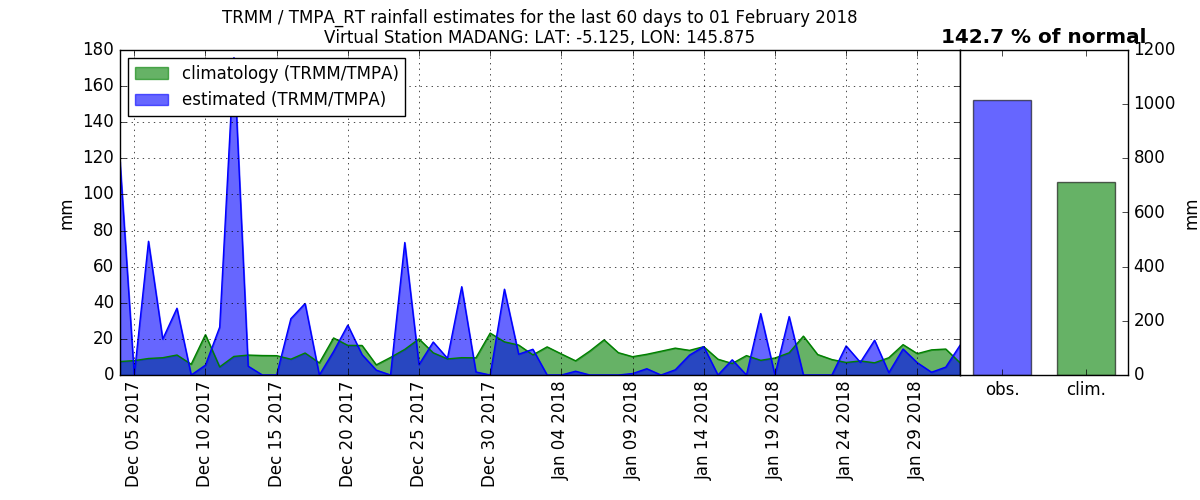 TRMM / TMPA_RT rainfall estimates for the last 60 days to 01 February 2018
Virtual Station MADANG: LAT: -5.125, LON: 145.875
142.7 % of normal
climatology (TRMM/TMPA)
estimated (TRMM/TMPA)
mm
180
160
140
120
100
80
60
40
20
0
Dec 05 2017
Dec 10 2017
Dec 15 2017
Dec 20 2017
Dec 25 2017
Dec 30 2017
Jan 04 2018
Jan 09 2018
Jan 14 2018
Jan 19 2018
Jan 24 2018
Jan 29 2018
obs.
clim.
1200
1000
800
600
400
200
0
mm